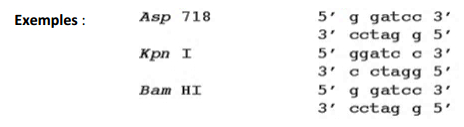 Exemples : Asp 718 5′ g gatcc 3′
3′ cctag g 5′
Kpn I 5′ ggatc c 3′
3′ c ctagg 5′
Bam HI 5′ g gatcc 3′
3′ cctag g 5′